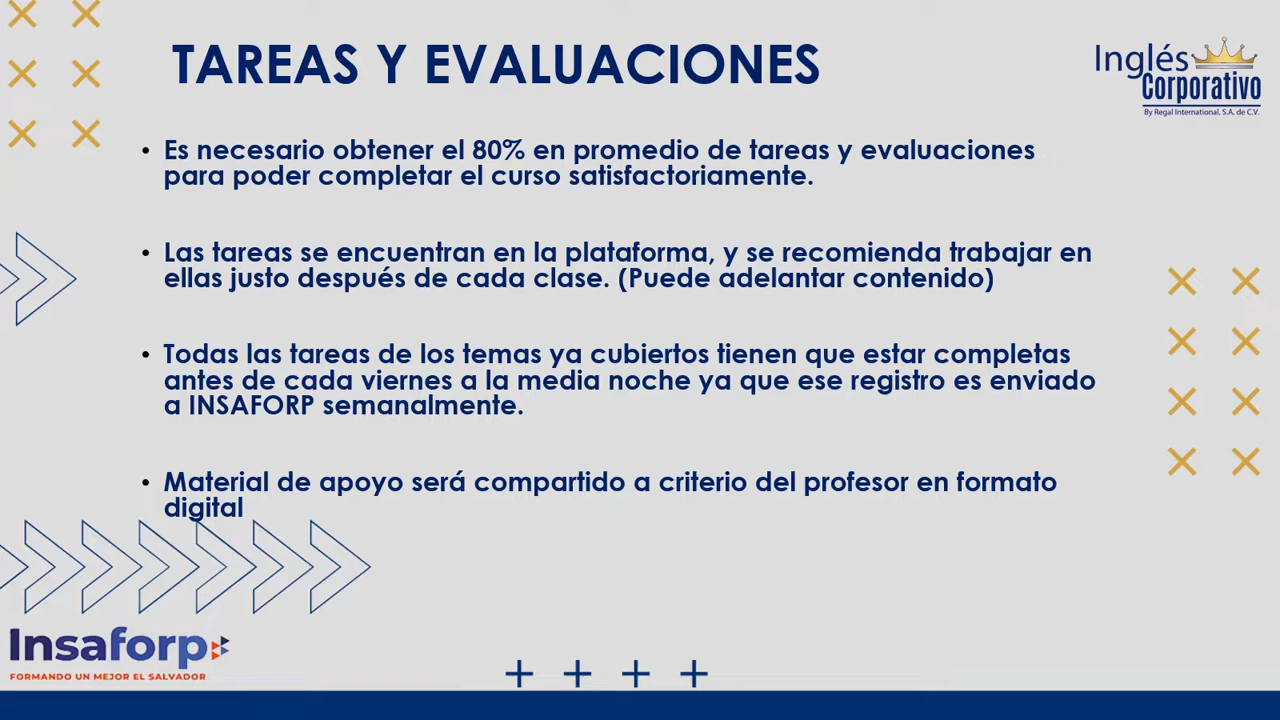 TAREAS Y EVALUACIONES
Inglés
Corporativo
By Regal International, S.A. de C.V.
• Es necesario obtener el 80% en promedio de tareas y evaluaciones
para poder completar el curso satisfactoriamente.
• Las tareas se encuentran en la plataforma, y se recomienda trabajar en
ellas justo después de cada clase. (Puede adelantar contenido)
• Todas las tareas de los temas ya cubiertos tienen que estar completas
antes de cada viernes a la media noche ya que ese registro es enviado
a INSAFORP semanalmente.
• Material de apoyo será compartido a criterio del profesor en formato
digital
Insaforp
FORMANDO UN MEJOR EL SALVADOR